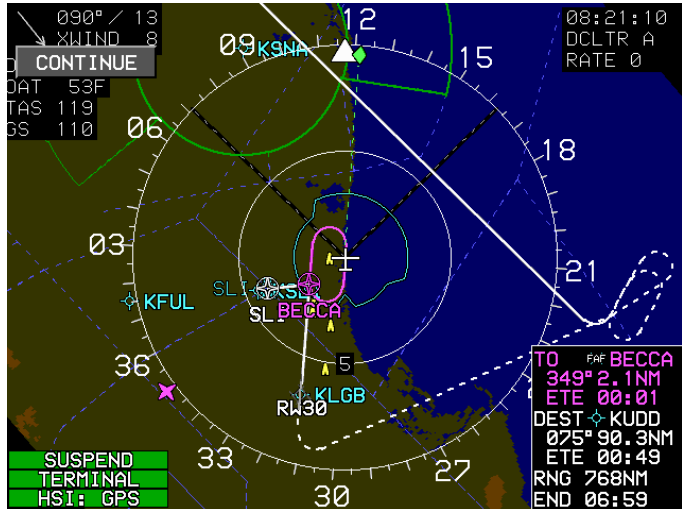 090°/ 13
XWIND 8
CONTINUE
OAT 53F
TAS 119
GS 110
08:21:10
DCLTR A
RATE 0
09
KSNA
12
15
06
18
03
21
SLI
SLI
BECCA
KFUL
36
5
KLGB
RW30
33
30
27
TO FAF BECCA
349° 2.1NM
ETE 00:01
DEST KUDD
075° 90.3NM
ETE 00:49
RNG 768NM
END 06:59
SUSPEND
TERMINAL
HSI: GPS